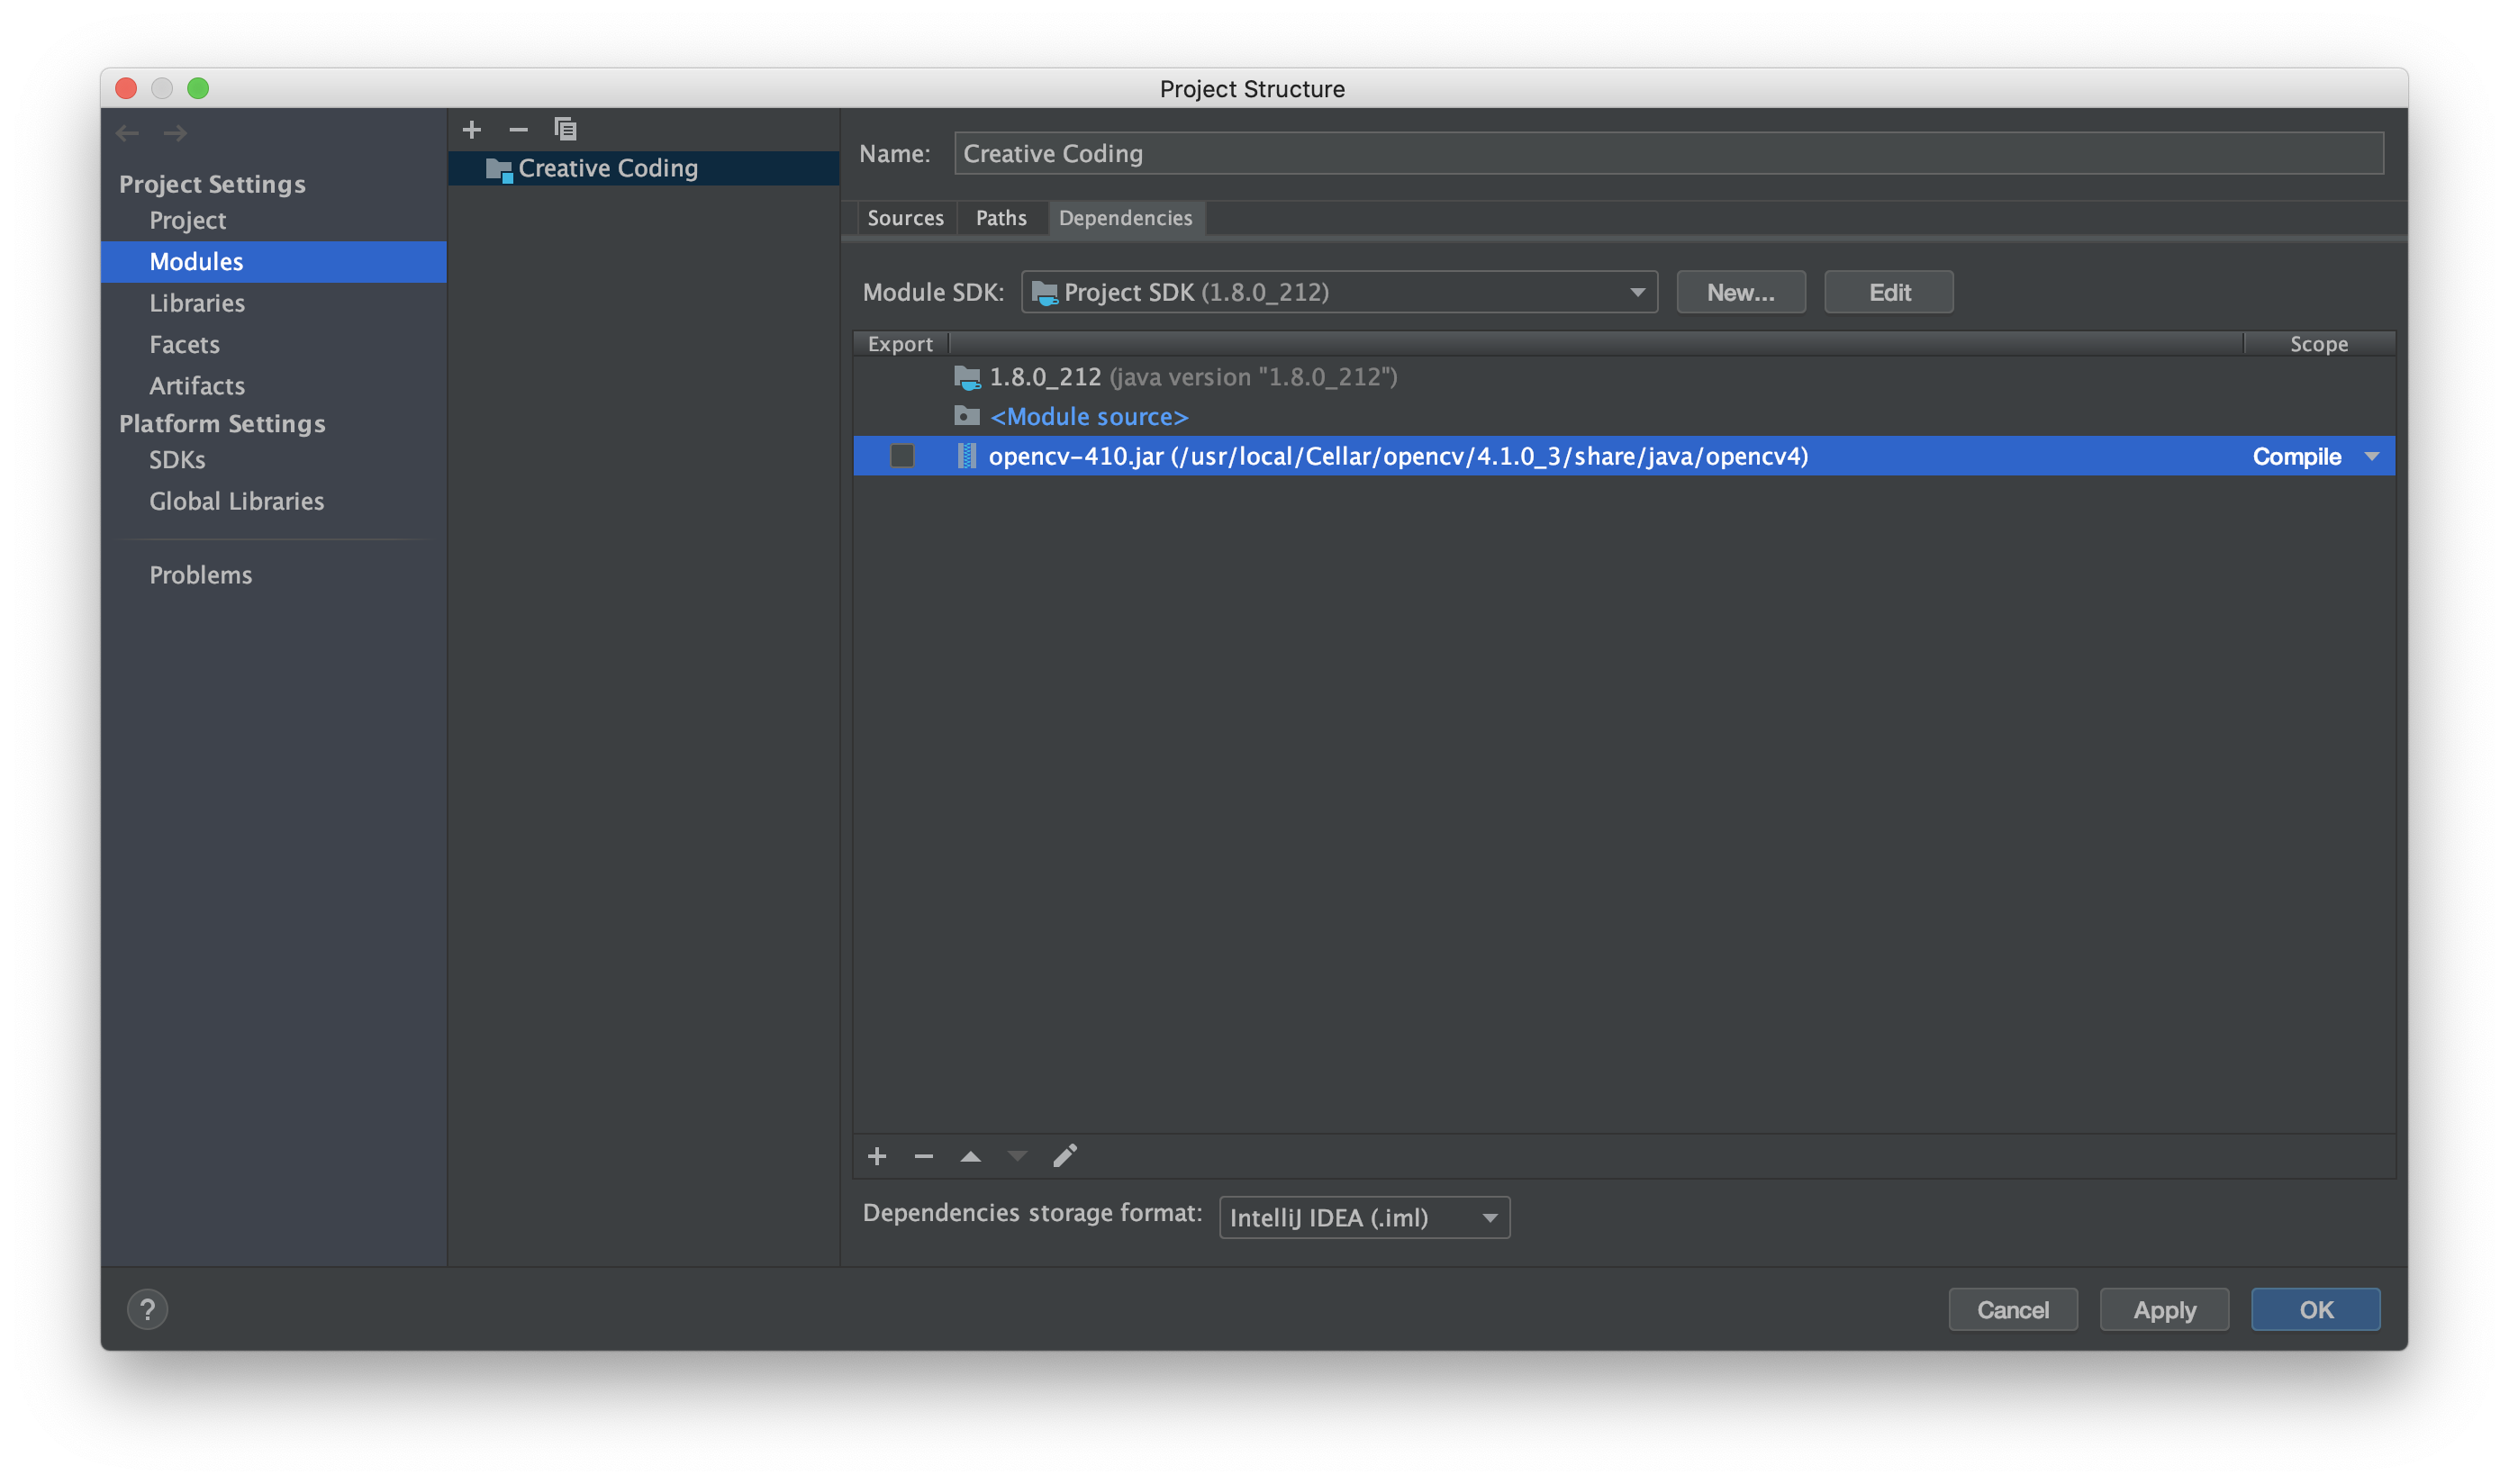 Project Structure
Project Settings
Project
Modules
Libraries
Facets
Artifacts
Platform Settings
SDKs
Global Libraries
Problems
Creative Coding
Name: Creative Coding
Sources Paths Dependencies
Module SDK: Project SDK (1.8.0_212) New... Edit
Export Scope
1.8.0_212 (java version "1.8.0_212")
<Module source>
opencv-410.jar (/usr/local/Cellar/opencv/4.1.0_3/share/java/opencv4) Compile
Dependencies storage format: IntelliJ IDEA (.iml)
? Cancel Apply OK